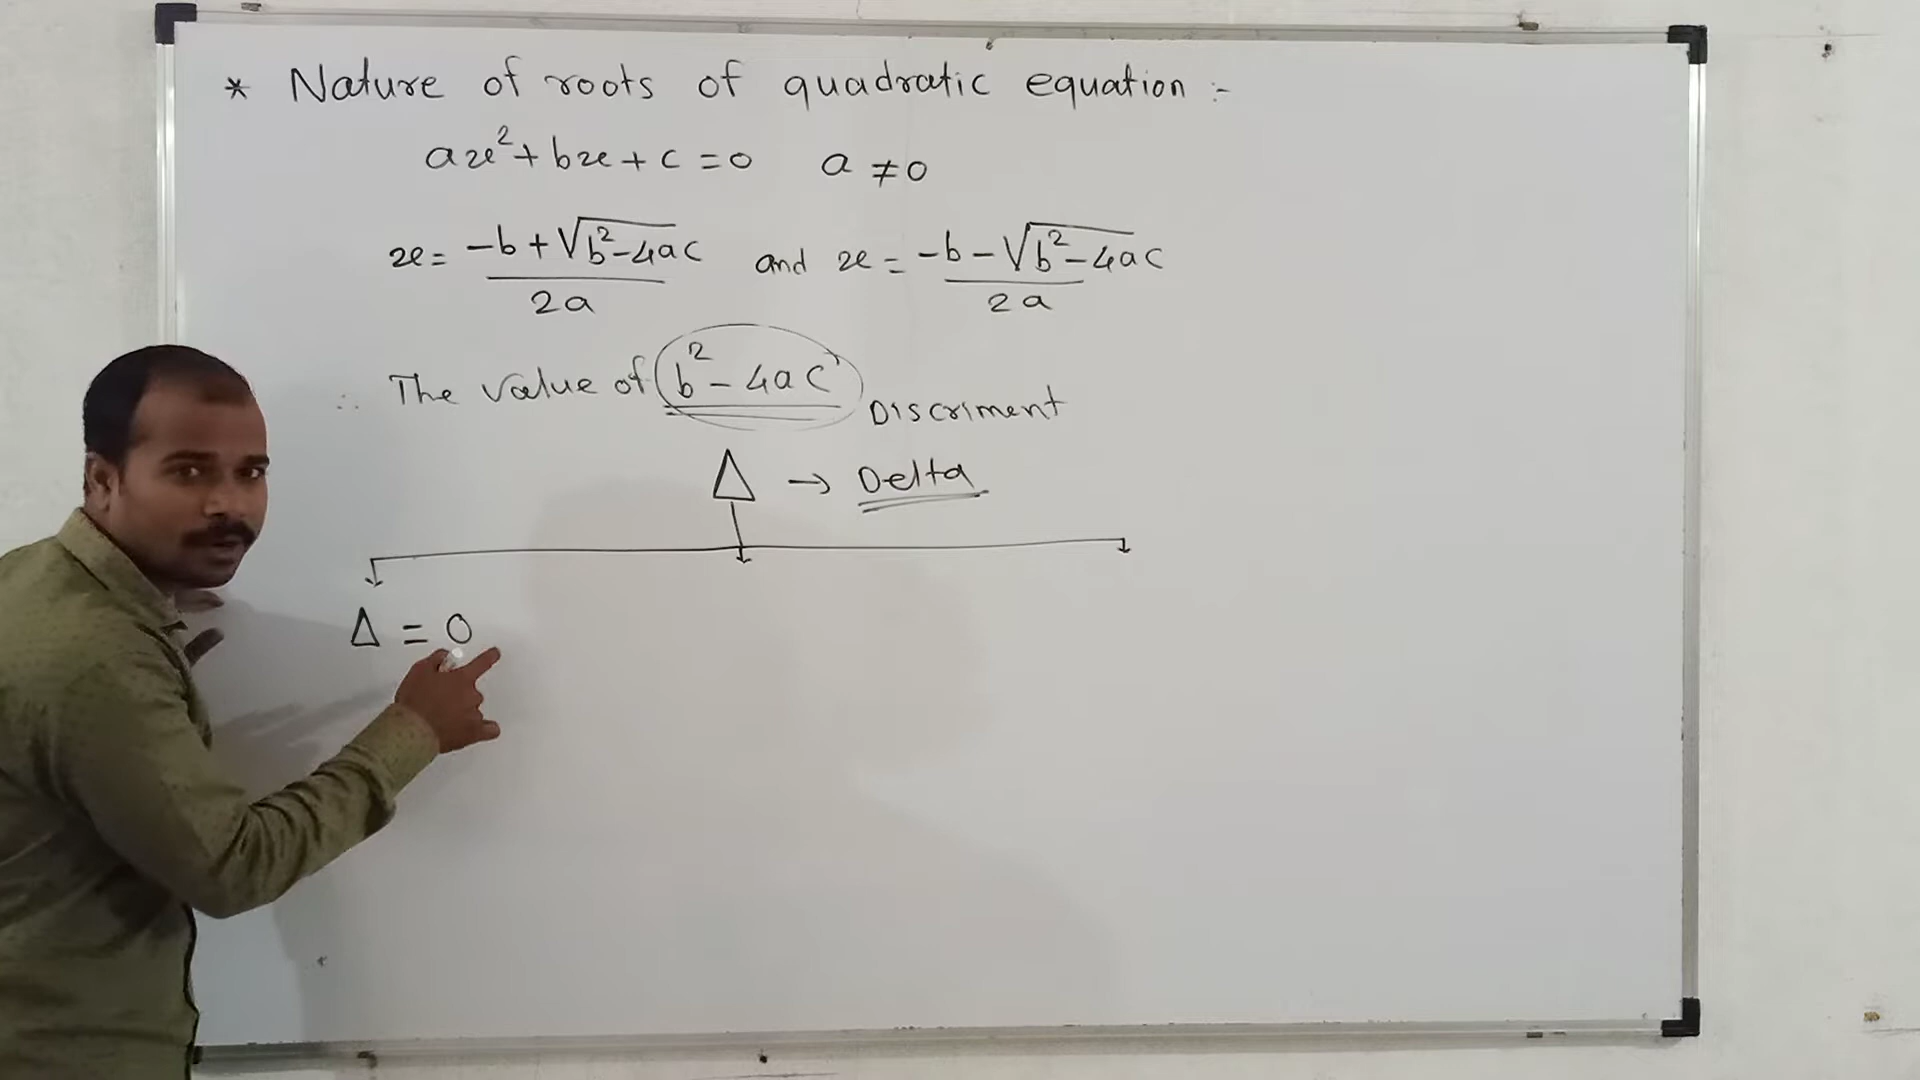 * Nature of roots of quadratic equation :-
ax²+bx+c=0 a ≠0
x= -b+√b²-4ac / 2a and x= -b-√b²-4ac / 2a
∴ The value of b²-4ac Discriment
Δ → Delta
Δ = 0